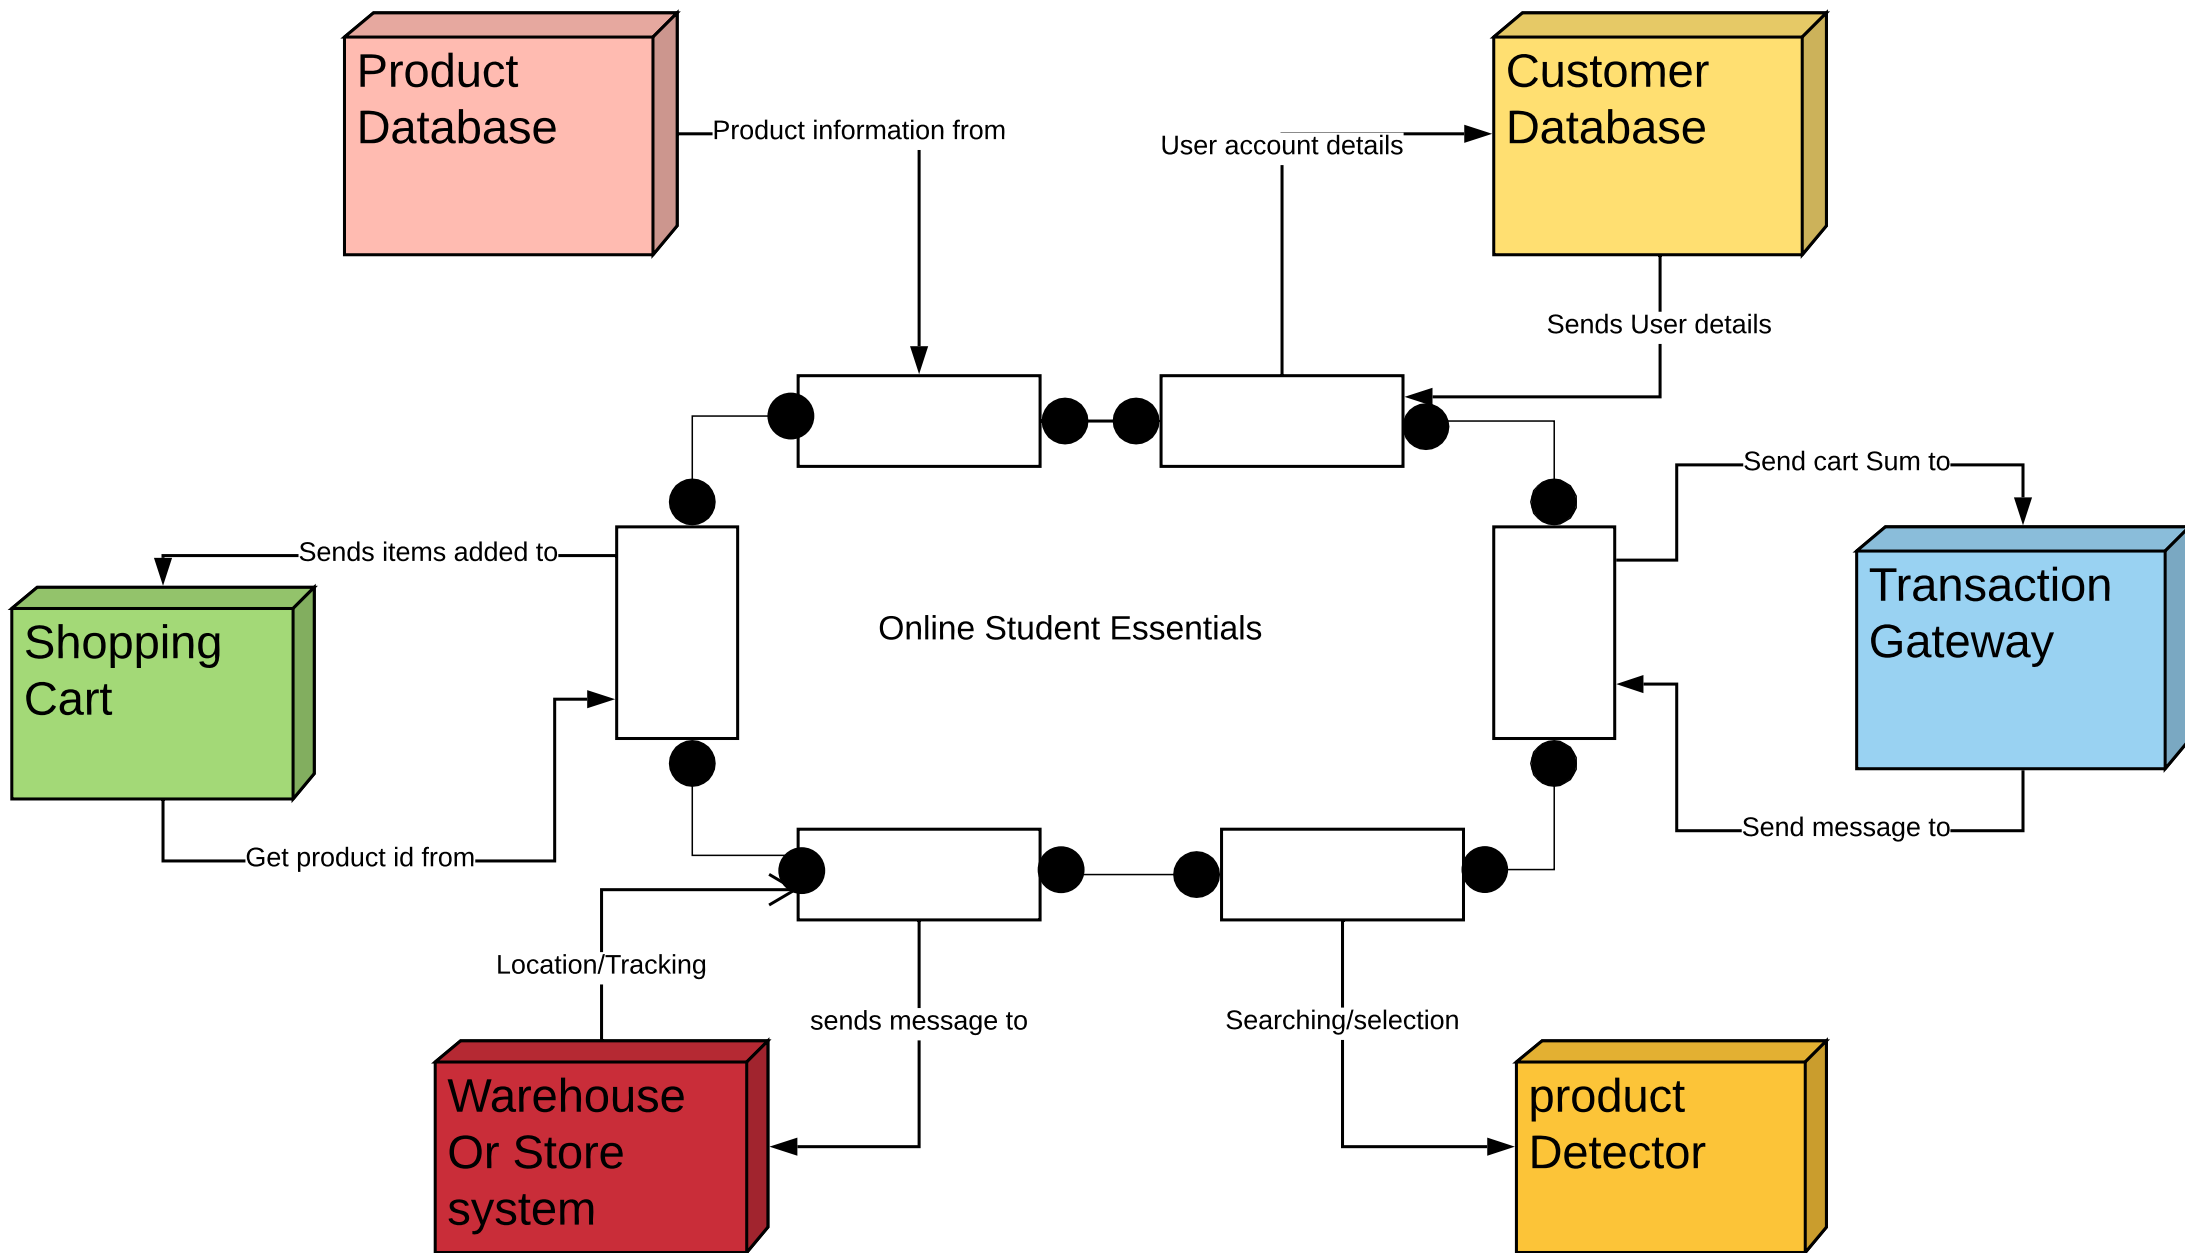 Product
Database
Customer
Database
Product information from
User account details
Sends User details
Send cart Sum to
Sends items added to
Transaction
Gateway
Online Student Essentials
Shopping
Cart
Send message to
Get product id from
Location/Tracking
sends message to
Searching/selection
Warehouse
Or Store
system
product
Detector